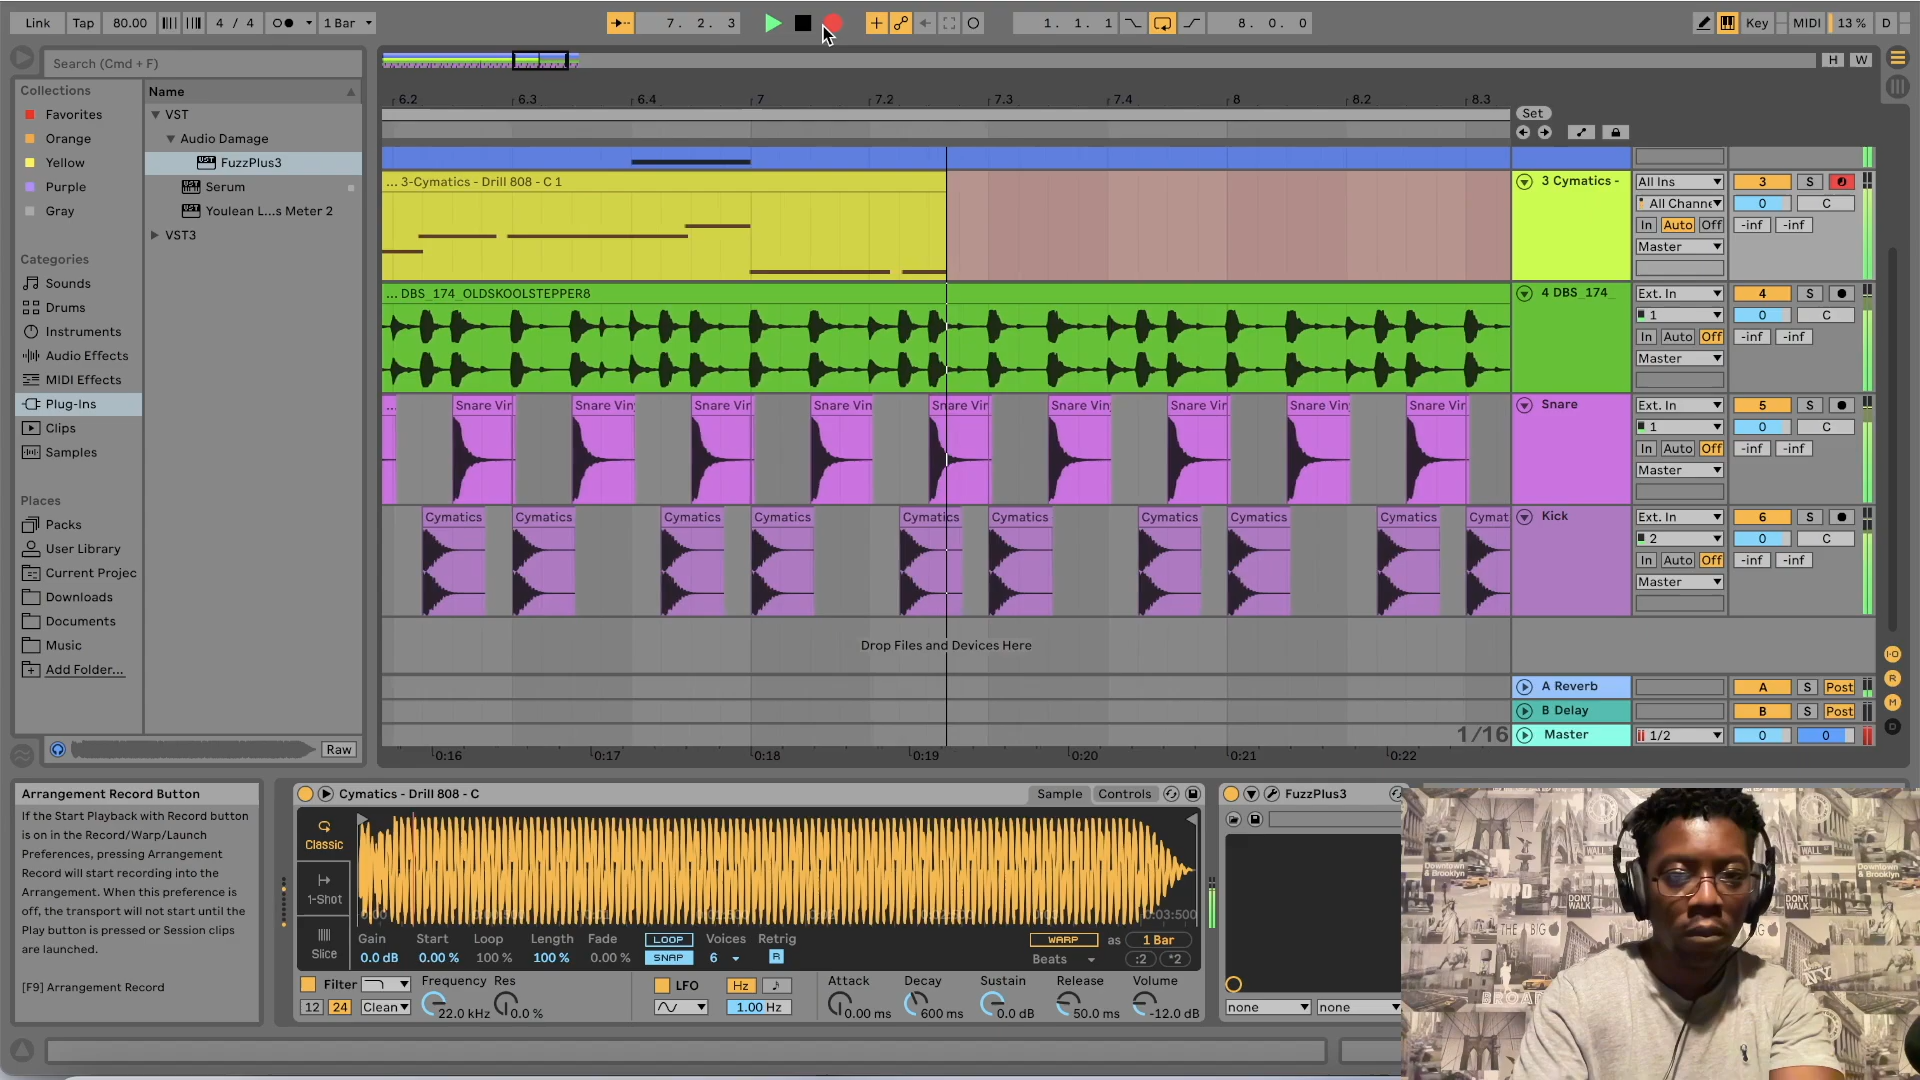 Link Tap 80.00 4 / 4 1 Bar 7. 2. 3 1. 1. 1 8. 0. 0 Key MIDI 13 % D
Search (Cmd + F)
H W
Collections
Favorites
Orange
Yellow
Purple
Gray
Categories
Sounds
Drums
Instruments
Audio Effects
MIDI Effects
Plug-Ins
Clips
Samples
Places
Packs
User Library
Current Projec
Downloads
Documents
Music
Add Folder...
Name
VST
Audio Damage
FuzzPlus3
Serum
Youlean L...s Meter 2
VST3
Raw
6.2 6.3 6.4 7 7.2 7.3 7.4 8 8.2 8.3
Set
... 3-Cymatics - Drill 808 - C 1
3 Cymatics - All Ins 3 S
All Channe 0 C
In Auto Off -inf -inf
Master
... DBS_174_OLDSKOOLSTEPPER8
4 DBS_174_ Ext. In 4 S
1 0 C
In Auto Off -inf -inf
Master
... Snare Vin Snare Vin Snare Vin Snare Vin Snare Vin Snare Vin Snare Vin Snare Vin Snare Vin
Snare Ext. In 5 S
1 0 C
In Auto Off -inf -inf
Master
Cymatics Cymatics Cymatics Cymatics Cymatics Cymatics Cymatics Cymatics Cymatics Cymat
Kick Ext. In 6 S
2 0 C
In Auto Off -inf -inf
Master
Drop Files and Devices Here
A Reverb A S Post
B Delay B S Post
1/16 Master 1/2 0 0
0:16 0:17 0:18 0:19 0:20 0:21 0:22
I-O
R
M
D
Arrangement Record Button
If the Start Playback with Record button
is on in the Record/Warp/Launch
Preferences, pressing Arrangement
Record will start recording into the
Arrangement. When this preference is
off, the transport will not start until the
Play button is pressed or Session clips
are launched.
[F9] Arrangement Record
Cymatics - Drill 808 - C Sample Controls
Classic
1-Shot
Slice
Gain Start Loop Length Fade LOOP Voices Retrig WARP as 1 Bar
0.0 dB 0.00 % 100 % 100 % 0.00 % SNAP 6 R Beats :2 *2
Filter Frequency Res LFO Hz Attack Decay Sustain Release Volume
12 24 Clean 22.0 kHz 0.0 % 1.00 Hz 0.00 ms 600 ms 0.0 dB 50.0 ms -12.0 dB
FuzzPlus3
none none
Downtown
& Brooklyn
DONT
WALK
DONT
WALK
Downtown
& Brooklyn